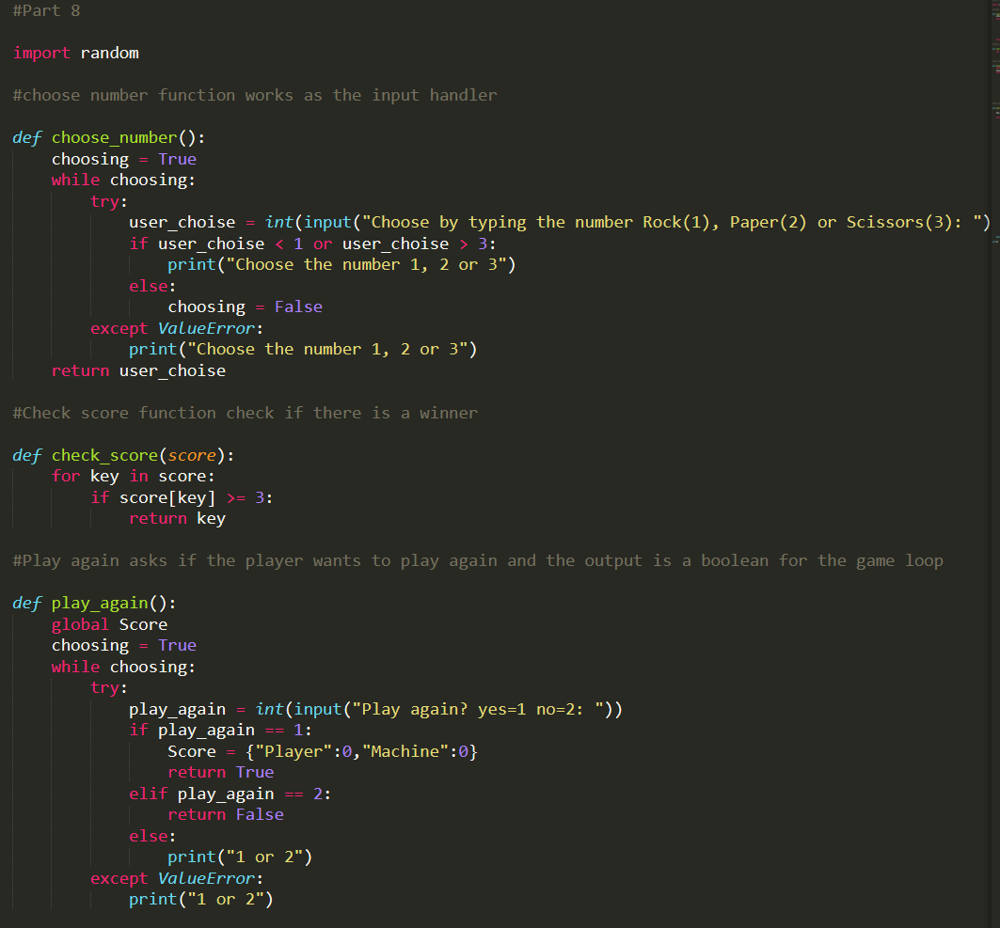 #Part 8
import random
#choose number function works as the input handler
def choose_number():
    choosing = True
    while choosing:
        try:
            user_choise = int(input("Choose by typing the number Rock(1), Paper(2) or Scissors(3): ")
            if user_choise < 1 or user_choise > 3:
                print("Choose the number 1, 2 or 3")
            else:
                choosing = False
        except ValueError:
            print("Choose the number 1, 2 or 3")
    return user_choise
#Check score function check if there is a winner
def check_score(score):
    for key in score:
        if score[key] >= 3:
            return key
#Play again asks if the player wants to play again and the output is a boolean for the game loop
def play_again():
    global Score
    choosing = True
    while choosing:
        try:
            play_again = int(input("Play again? yes=1 no=2: "))
            if play_again == 1:
                Score = {"Player":0,"Machine":0}
                return True
            elif play_again == 2:
                return False
            else:
                print("1 or 2")
        except ValueError:
            print("1 or 2")